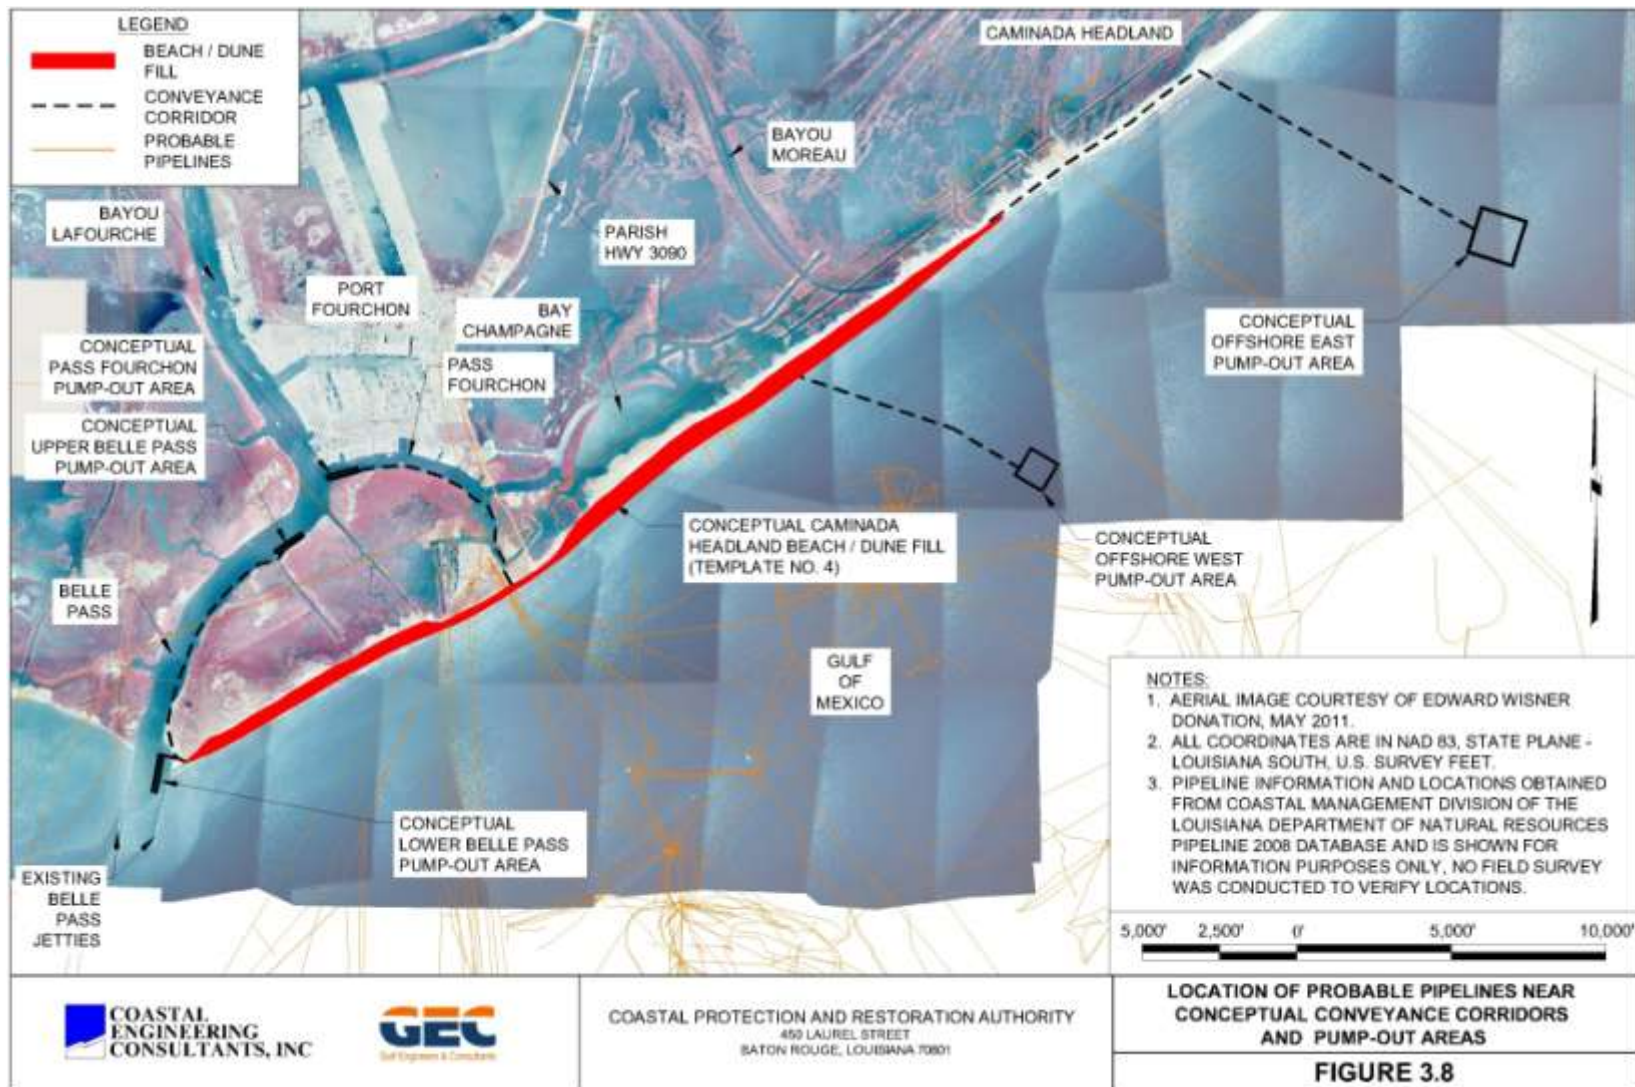 LEGEND
BEACH / DUNE
FILL
CONVEYANCE
CORRIDOR
PROBABLE
PIPELINES
CAMINADA HEADLAND
BAYOU
MOREAU
BAYOU
LAFOURCHE
PARISH
HWY 3090
PORT
FOURCHON
BAY
CHAMPAGNE
CONCEPTUAL
PASS FOURCHON
PUMP-OUT AREA
PASS
FOURCHON
CONCEPTUAL
OFFSHORE EAST
PUMP-OUT AREA
CONCEPTUAL
UPPER BELLE PASS
PUMP-OUT AREA
CONCEPTUAL CAMINADA
HEADLAND BEACH / DUNE FILL
(TEMPLATE NO. 4)
CONCEPTUAL
OFFSHORE WEST
PUMP-OUT AREA
BELLE
PASS
GULF
OF
MEXICO
CONCEPTUAL
LOWER BELLE PASS
PUMP-OUT AREA
EXISTING
BELLE
PASS
JETTIES
N
NOTES:
1. AERIAL IMAGE COURTESY OF EDWARD WISNER
DONATION, MAY 2011.
2. ALL COORDINATES ARE IN NAD 83, STATE PLANE -
LOUISIANA SOUTH, U.S. SURVEY FEET.
3. PIPELINE INFORMATION AND LOCATIONS OBTAINED
FROM COASTAL MANAGEMENT DIVISION OF THE
LOUISIANA DEPARTMENT OF NATURAL RESOURCES
PIPELINE 2008 DATABASE AND IS SHOWN FOR
INFORMATION PURPOSES ONLY, NO FIELD SURVEY
WAS CONDUCTED TO VERIFY LOCATIONS.
5,000' 2,500' 0' 5,000' 10,000'
COASTAL
ENGINEERING
CONSULTANTS, INC
GEC
Gulf Engineers & Consultants
COASTAL PROTECTION AND RESTORATION AUTHORITY
450 LAUREL STREET
BATON ROUGE, LOUISIANA 70801
LOCATION OF PROBABLE PIPELINES NEAR
CONCEPTUAL CONVEYANCE CORRIDORS
AND PUMP-OUT AREAS
FIGURE 3.8